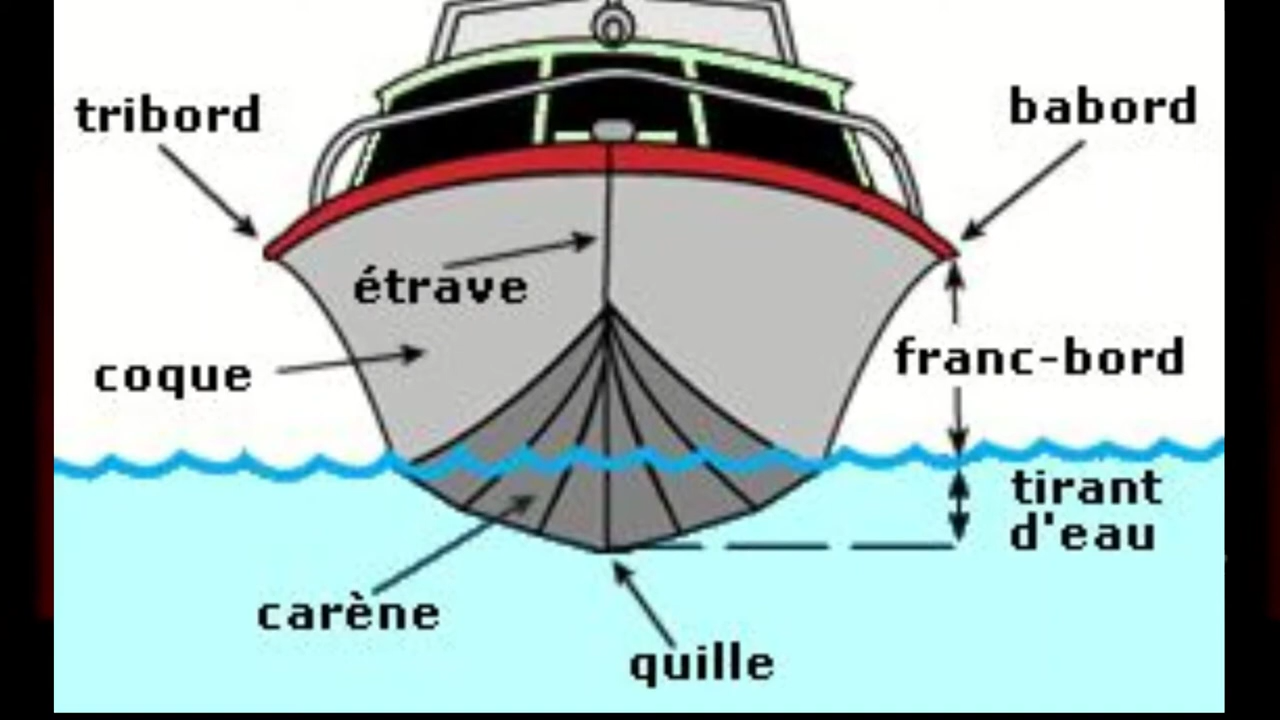 tribord
babord
étrave
coque
franc-bord
tirant
d'eau
carène
quille